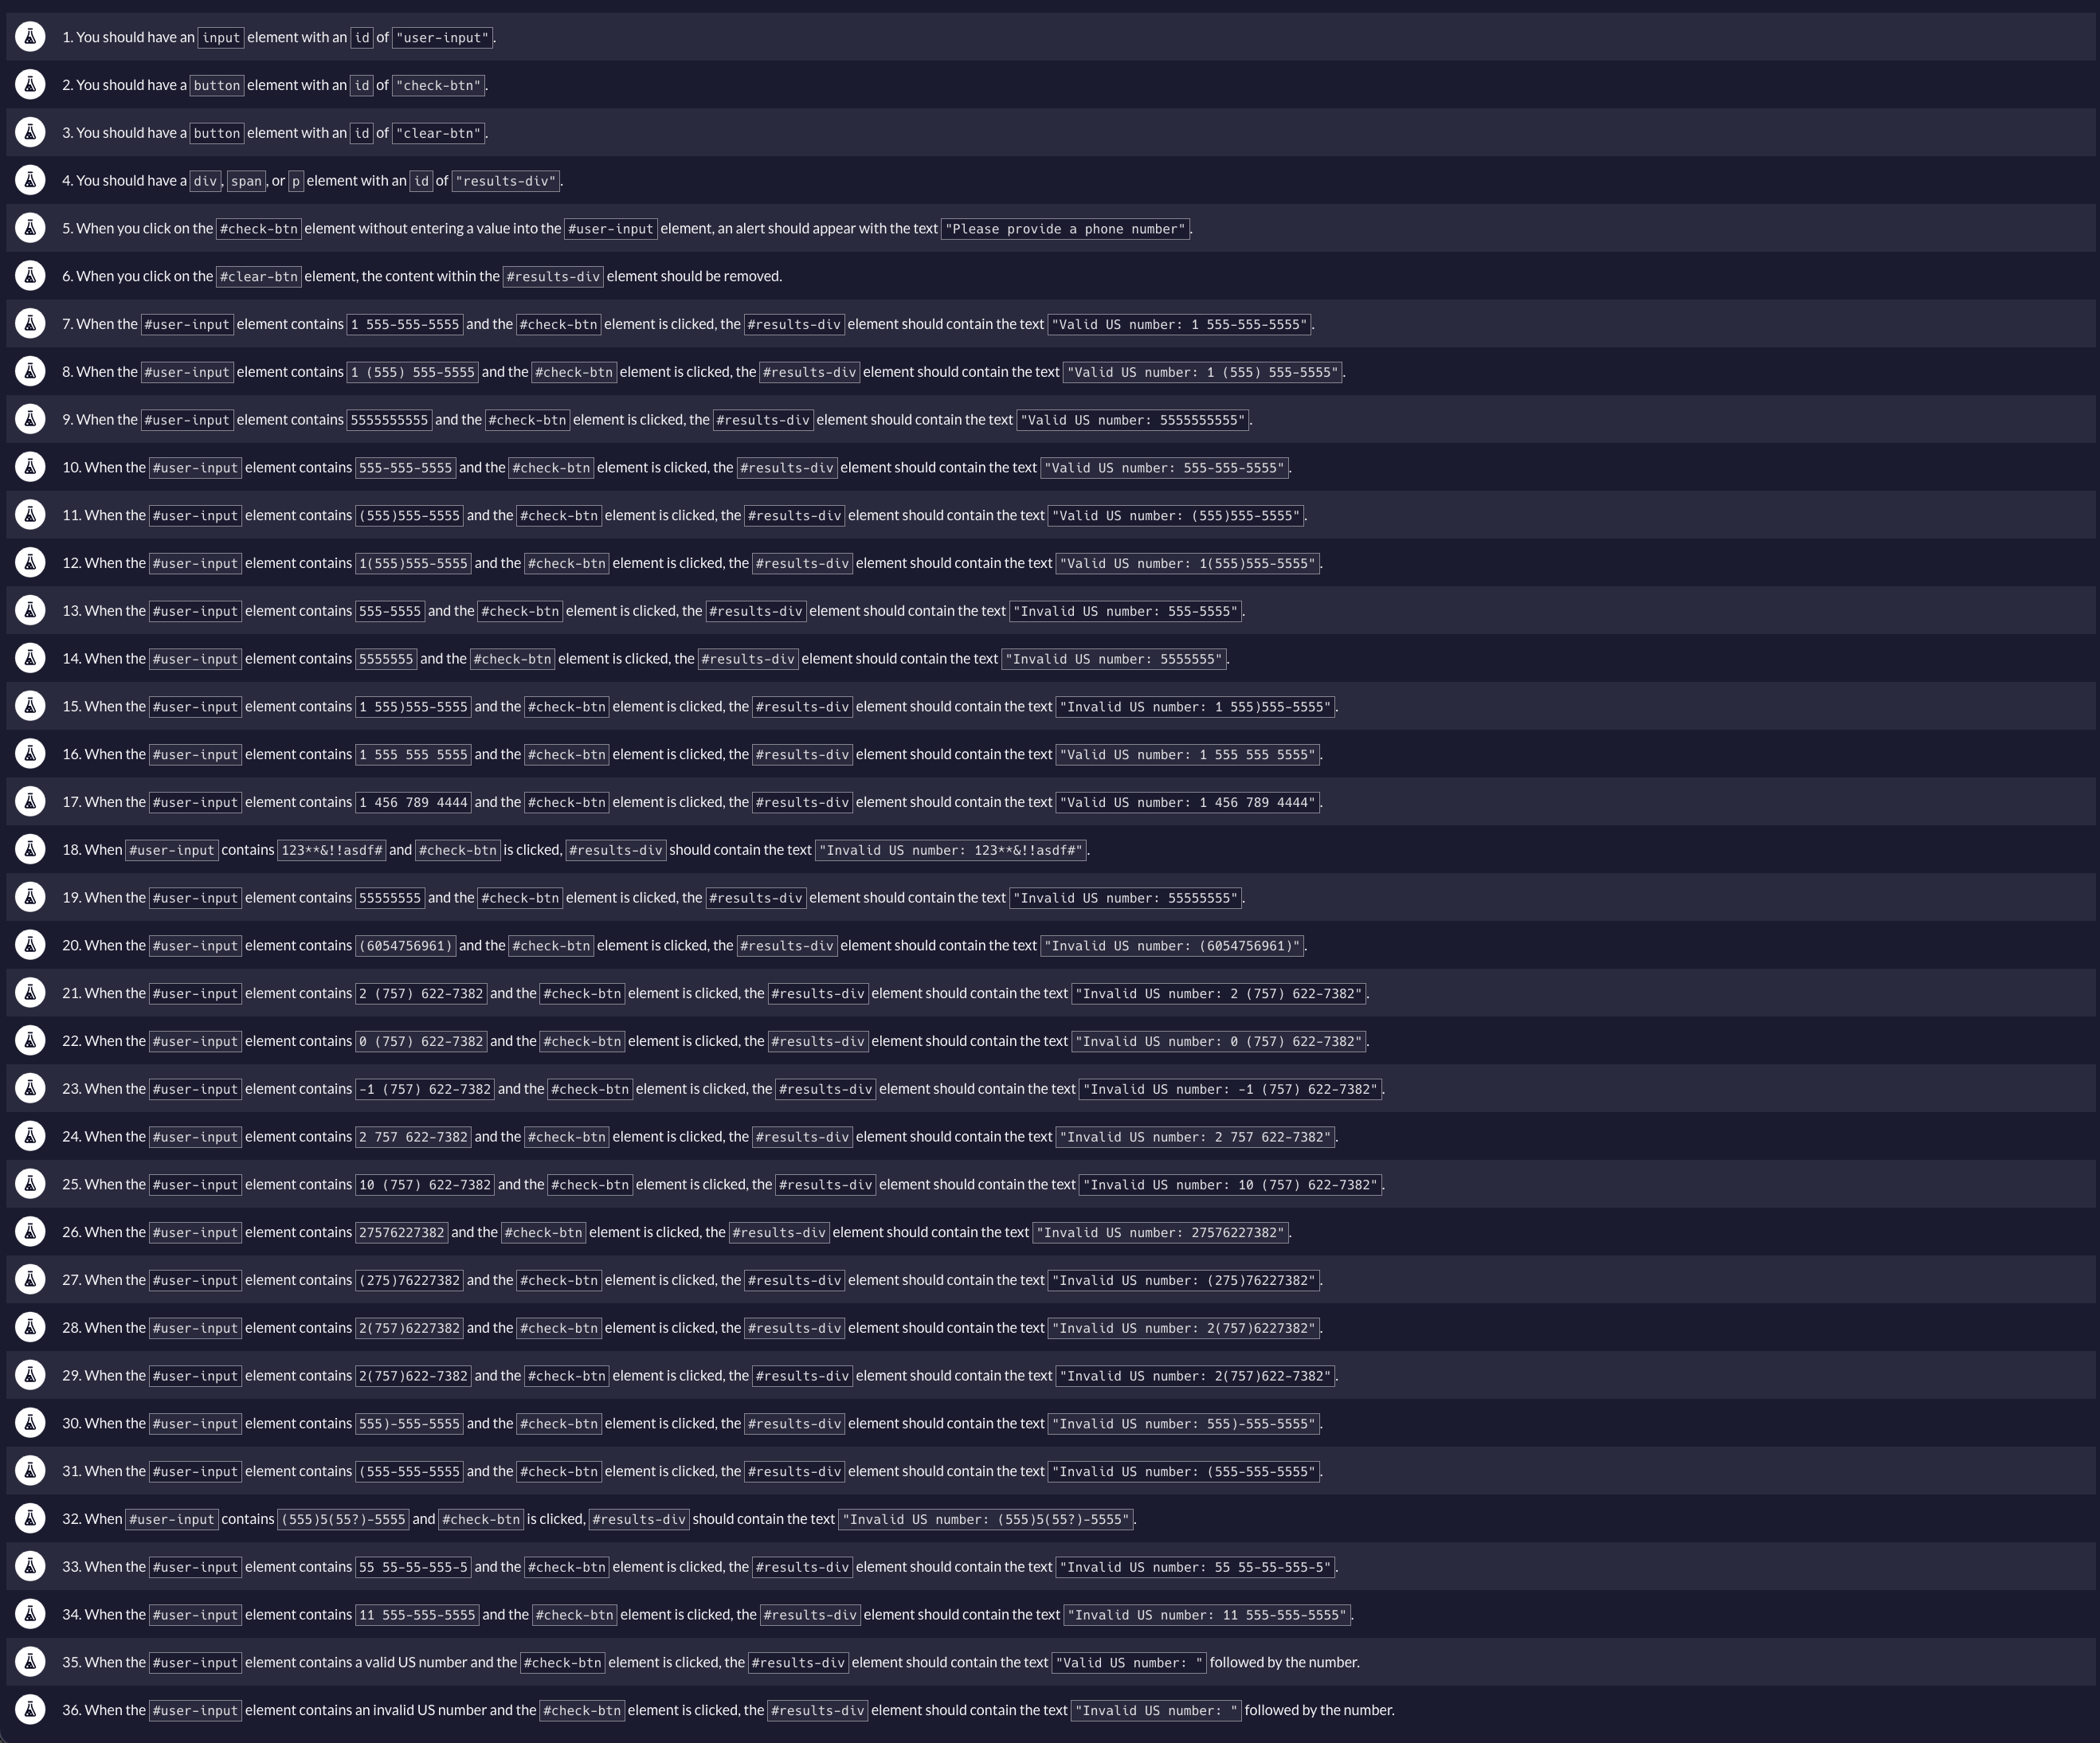 1. You should have an input element with an id of "user-input".
2. You should have a button element with an id of "check-btn".
3. You should have a button element with an id of "clear-btn".
4. You should have a div, span, or p element with an id of "results-div".
5. When you click on the #check-btn element without entering a value into the #user-input element, an alert should appear with the text "Please provide a phone number".
6. When you click on the #clear-btn element, the content within the #results-div element should be removed.
7. When the #user-input element contains 1 555-555-5555 and the #check-btn element is clicked, the #results-div element should contain the text "Valid US number: 1 555-555-5555".
8. When the #user-input element contains 1 (555) 555-5555 and the #check-btn element is clicked, the #results-div element should contain the text "Valid US number: 1 (555) 555-5555".
9. When the #user-input element contains 5555555555 and the #check-btn element is clicked, the #results-div element should contain the text "Valid US number: 5555555555".
10. When the #user-input element contains 555-555-5555 and the #check-btn element is clicked, the #results-div element should contain the text "Valid US number: 555-555-5555".
11. When the #user-input element contains (555)555-5555 and the #check-btn element is clicked, the #results-div element should contain the text "Valid US number: (555)555-5555".
12. When the #user-input element contains 1(555)555-5555 and the #check-btn element is clicked, the #results-div element should contain the text "Valid US number: 1(555)555-5555".
13. When the #user-input element contains 555-5555 and the #check-btn element is clicked, the #results-div element should contain the text "Invalid US number: 555-5555".
14. When the #user-input element contains 5555555 and the #check-btn element is clicked, the #results-div element should contain the text "Invalid US number: 5555555".
15. When the #user-input element contains 1 555)555-5555 and the #check-btn element is clicked, the #results-div element should contain the text "Invalid US number: 1 555)555-5555".
16. When the #user-input element contains 1 555 555 5555 and the #check-btn element is clicked, the #results-div element should contain the text "Valid US number: 1 555 555 5555".
17. When the #user-input element contains 1 456 789 4444 and the #check-btn element is clicked, the #results-div element should contain the text "Valid US number: 1 456 789 4444".
18. When #user-input contains 123**&!!asdf# and #check-btn is clicked, #results-div should contain the text "Invalid US number: 123**&!!asdf#".
19. When the #user-input element contains 55555555 and the #check-btn element is clicked, the #results-div element should contain the text "Invalid US number: 55555555".
20. When the #user-input element contains (6054756961) and the #check-btn element is clicked, the #results-div element should contain the text "Invalid US number: (6054756961)".
21. When the #user-input element contains 2 (757) 622-7382 and the #check-btn element is clicked, the #results-div element should contain the text "Invalid US number: 2 (757) 622-7382".
22. When the #user-input element contains 0 (757) 622-7382 and the #check-btn element is clicked, the #results-div element should contain the text "Invalid US number: 0 (757) 622-7382".
23. When the #user-input element contains -1 (757) 622-7382 and the #check-btn element is clicked, the #results-div element should contain the text "Invalid US number: -1 (757) 622-7382".
24. When the #user-input element contains 2 757 622-7382 and the #check-btn element is clicked, the #results-div element should contain the text "Invalid US number: 2 757 622-7382".
25. When the #user-input element contains 10 (757) 622-7382 and the #check-btn element is clicked, the #results-div element should contain the text "Invalid US number: 10 (757) 622-7382".
26. When the #user-input element contains 27576227382 and the #check-btn element is clicked, the #results-div element should contain the text "Invalid US number: 27576227382".
27. When the #user-input element contains (275)76227382 and the #check-btn element is clicked, the #results-div element should contain the text "Invalid US number: (275)76227382".
28. When the #user-input element contains 2(757)6227382 and the #check-btn element is clicked, the #results-div element should contain the text "Invalid US number: 2(757)6227382".
29. When the #user-input element contains 2(757)622-7382 and the #check-btn element is clicked, the #results-div element should contain the text "Invalid US number: 2(757)622-7382".
30. When the #user-input element contains 555)-555-5555 and the #check-btn element is clicked, the #results-div element should contain the text "Invalid US number: 555)-555-5555".
31. When the #user-input element contains (555-555-5555 and the #check-btn element is clicked, the #results-div element should contain the text "Invalid US number: (555-555-5555".
32. When #user-input contains (555)5(55?)-5555 and #check-btn is clicked, #results-div should contain the text "Invalid US number: (555)5(55?)-5555".
33. When the #user-input element contains 55 55-55-555-5 and the #check-btn element is clicked, the #results-div element should contain the text "Invalid US number: 55 55-55-555-5".
34. When the #user-input element contains 11 555-555-5555 and the #check-btn element is clicked, the #results-div element should contain the text "Invalid US number: 11 555-555-5555".
35. When the #user-input element contains a valid US number and the #check-btn element is clicked, the #results-div element should contain the text "Valid US number: " followed by the number.
36. When the #user-input element contains an invalid US number and the #check-btn element is clicked, the #results-div element should contain the text "Invalid US number: " followed by the number.